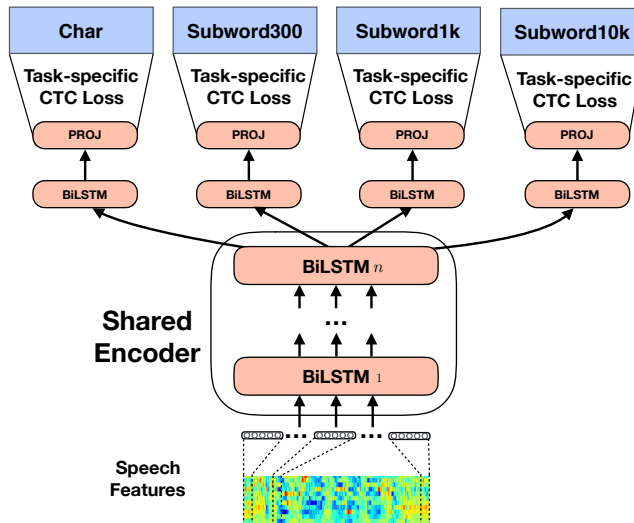 Char Subword300 Subword1k Subword10k
Task-specific Task-specific Task-specific Task-specific
CTC Loss CTC Loss CTC Loss CTC Loss
PROJ PROJ PROJ PROJ
BiLSTM BiLSTM BiLSTM BiLSTM
BiLSTM n
...
Shared
Encoder
BiLSTM 1
... ...
Speech
Features